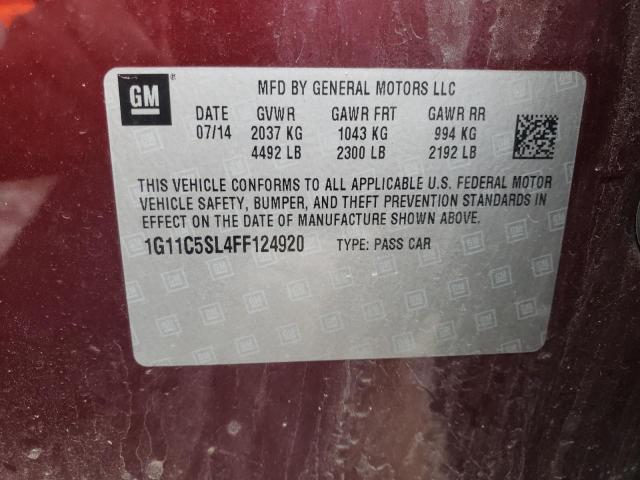 GM
MFD BY GENERAL MOTORS LLC
DATE GVWR GAWR FRT GAWR RR
07/14 2037 KG 1043 KG 994 KG
4492 LB 2300 LB 2192 LB
THIS VEHICLE CONFORMS TO ALL APPLICABLE U.S. FEDERAL MOTOR
VEHICLE SAFETY, BUMPER, AND THEFT PREVENTION STANDARDS IN
EFFECT ON THE DATE OF MANUFACTURE SHOWN ABOVE.
1G11C5SL4FF124920 TYPE: PASS CAR